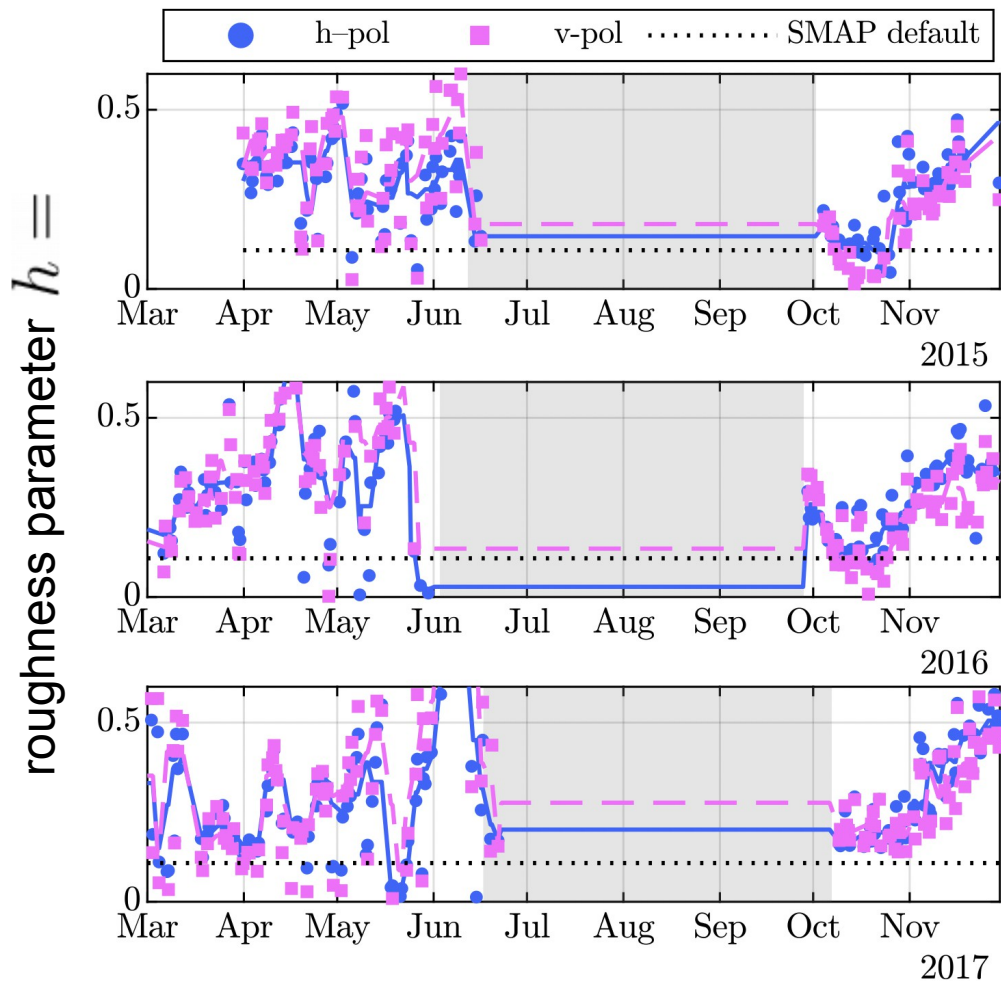 h–pol v-pol SMAP default
roughness parameter h =
0.5
0
Mar Apr May Jun Jul Aug Sep Oct Nov
2015
0.5
0
Mar Apr May Jun Jul Aug Sep Oct Nov
2016
0.5
0
Mar Apr May Jun Jul Aug Sep Oct Nov
2017